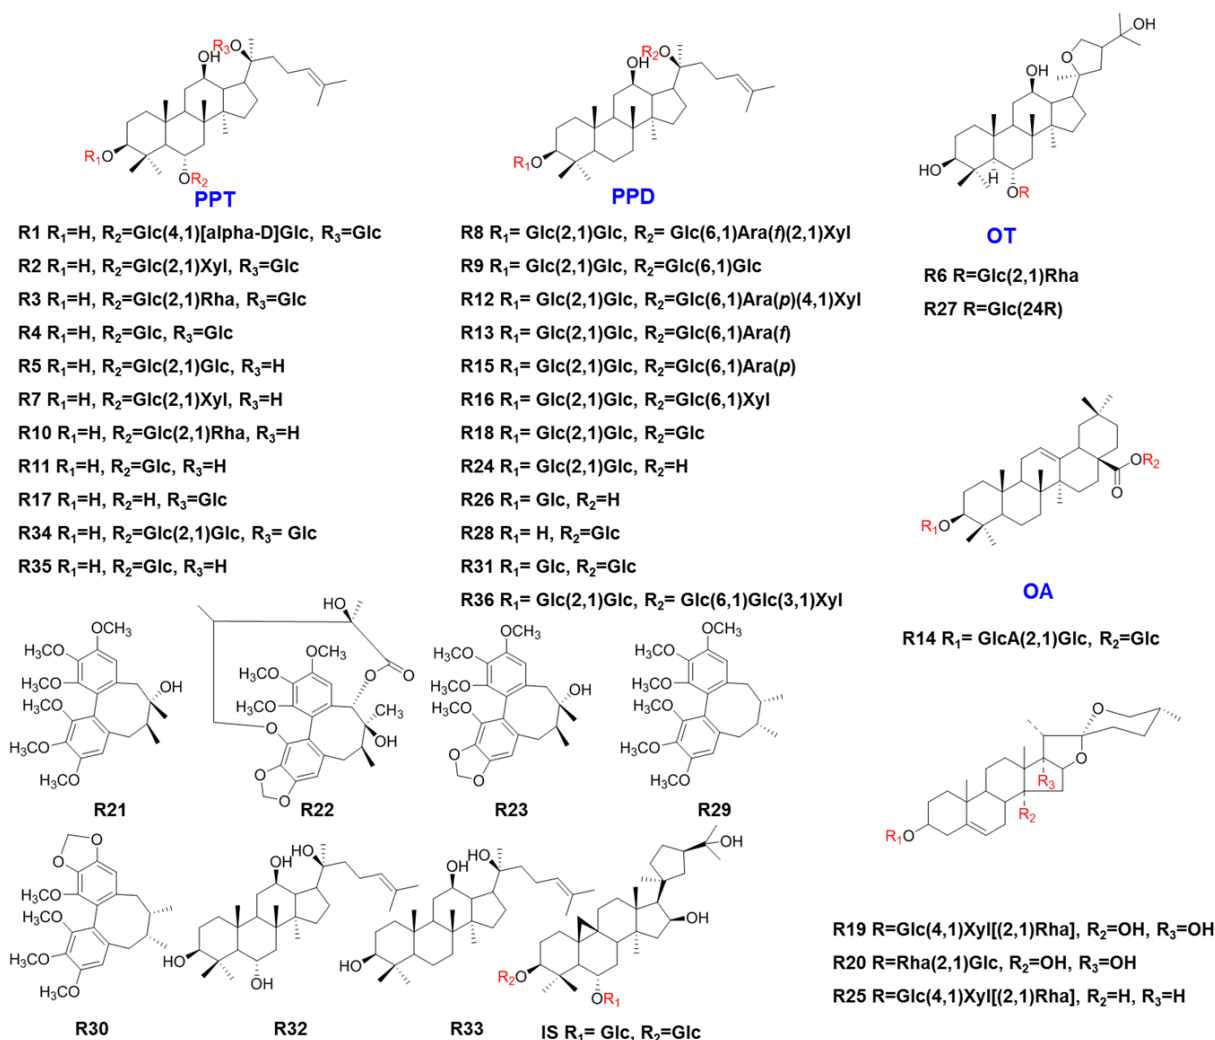 R₃O
OH
R₁O
OR₂
PPT
R1 R₁=H, R₂=Glc(4,1)[alpha-D]Glc, R₃=Glc
R2 R₁=H, R₂=Glc(2,1)Xyl, R₃=Glc
R3 R₁=H, R₂=Glc(2,1)Rha, R₃=Glc
R4 R₁=H, R₂=Glc, R₃=Glc
R5 R₁=H, R₂=Glc(2,1)Glc, R₃=H
R7 R₁=H, R₂=Glc(2,1)Xyl, R₃=H
R10 R₁=H, R₂=Glc(2,1)Rha, R₃=H
R11 R₁=H, R₂=Glc, R₃=H
R17 R₁=H, R₂=H, R₃=Glc
R34 R₁=H, R₂=Glc(2,1)Glc, R₃= Glc
R35 R₁=H, R₂=Glc, R₃=H
R₂O
OH
R₁O
PPD
R8 R₁= Glc(2,1)Glc, R₂= Glc(6,1)Ara(f)(2,1)Xyl
R9 R₁= Glc(2,1)Glc, R₂=Glc(6,1)Glc
R12 R₁= Glc(2,1)Glc, R₂=Glc(6,1)Ara(p)(4,1)Xyl
R13 R₁= Glc(2,1)Glc, R₂=Glc(6,1)Ara(f)
R15 R₁= Glc(2,1)Glc, R₂=Glc(6,1)Ara(p)
R16 R₁= Glc(2,1)Glc, R₂=Glc(6,1)Xyl
R18 R₁= Glc(2,1)Glc, R₂=Glc
R24 R₁= Glc(2,1)Glc, R₂=H
R26 R₁= Glc, R₂=H
R28 R₁= H, R₂=Glc
R31 R₁= Glc, R₂=Glc
R36 R₁= Glc(2,1)Glc, R₂= Glc(6,1)Glc(3,1)Xyl
OH
O
OH
HO
H
OR
OT
R6 R=Glc(2,1)Rha
R27 R=Glc(24R)
OR₂
O
R₁O
OA
R14 R₁= GlcA(2,1)Glc, R₂=Glc
OCH₃
H₃CO
H₃CO
OH
H₃CO
H₃CO
H₃CO
R21
HO
OCH₃
H₃CO
H₃CO
O
O
CH₃
O
OH
O
O
R22
OCH₃
H₃CO
H₃CO
OH
H₃CO
O
O
R23
OCH₃
H₃CO
H₃CO
H₃CO
H₃CO
H₃CO
R29
O
O
R₃
R₂
R₁O
R19 R=Glc(4,1)Xyl[(2,1)Rha], R₂=OH, R₃=OH
R20 R=Rha(2,1)Glc, R₂=OH, R₃=OH
R25 R=Glc(4,1)Xyl[(2,1)Rha], R₂=H, R₃=H
O
O
H₃CO
H₃CO
H₃CO
H₃CO
R30
HO
OH
HO
OH
R32
HO
OH
HO
R33
OH
OH
R₂O
OR₁
IS R₁= Glc, R₂=Glc